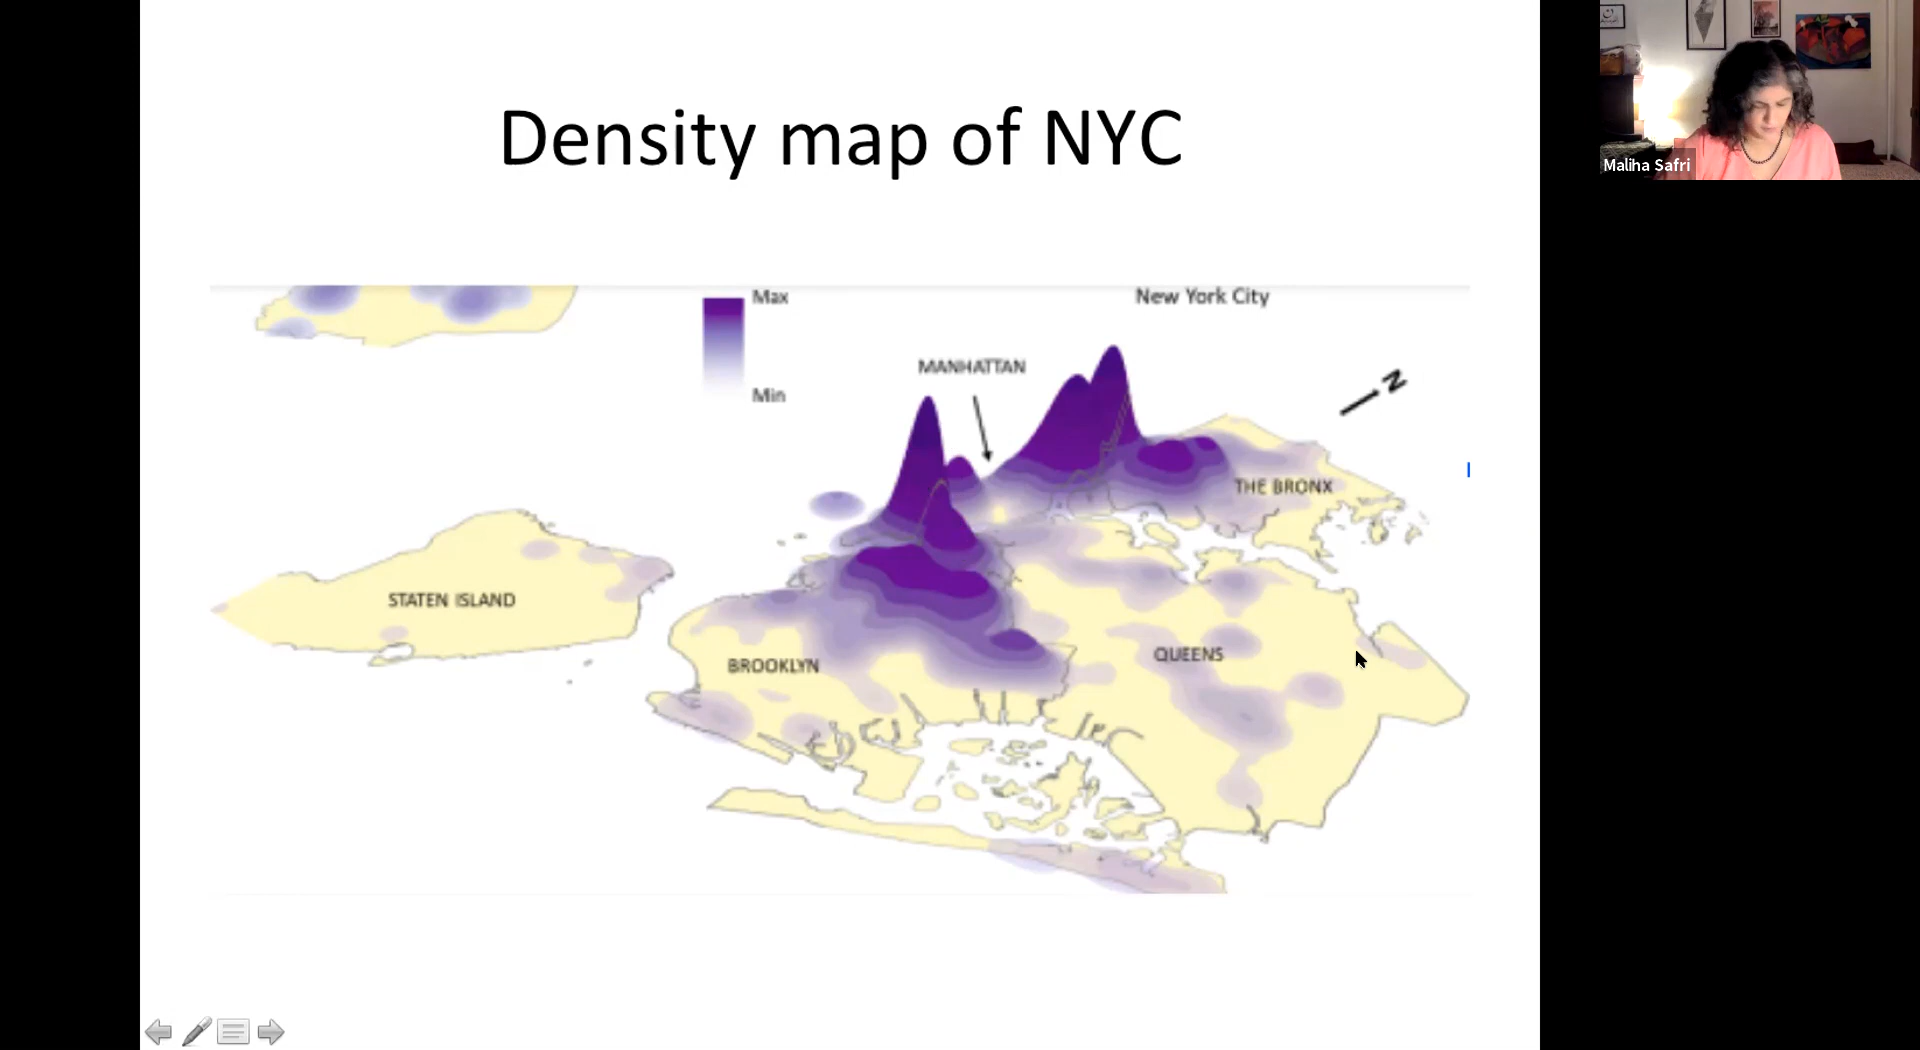 Density map of NYC
Max
Min
New York City
MANHATTAN
N
THE BRONX
STATEN ISLAND
BROOKLYN
QUEENS
Maliha Safri